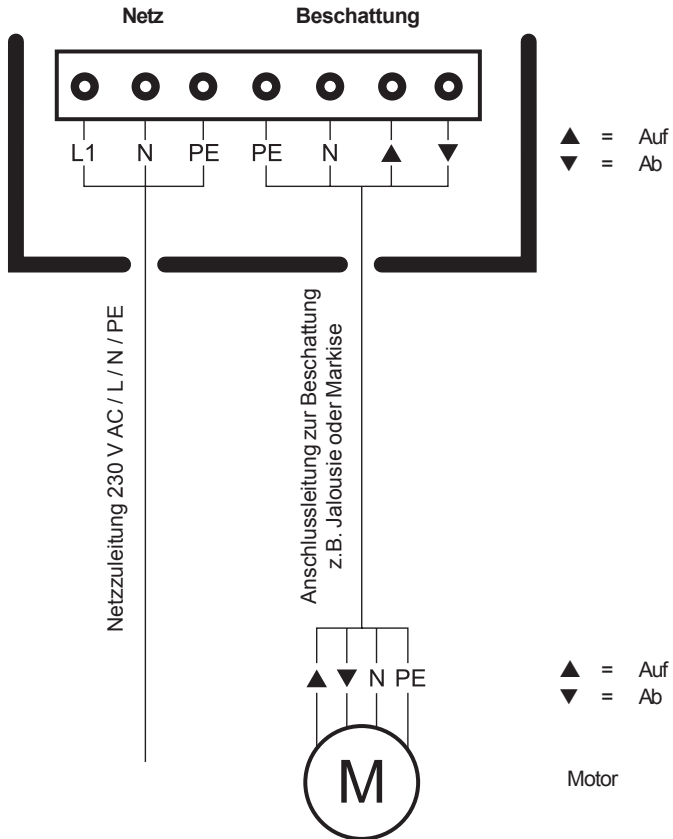 Netz Beschattung
L1 N PE PE N ▲ ▼
▲ = Auf
▼ = Ab
Netzzuleitung 230 V AC / L / N / PE
Anschlussleitung zur Beschattung
z.B. Jalousie oder Markise
▲ ▼ N PE
▲ = Auf
▼ = Ab
M
Motor